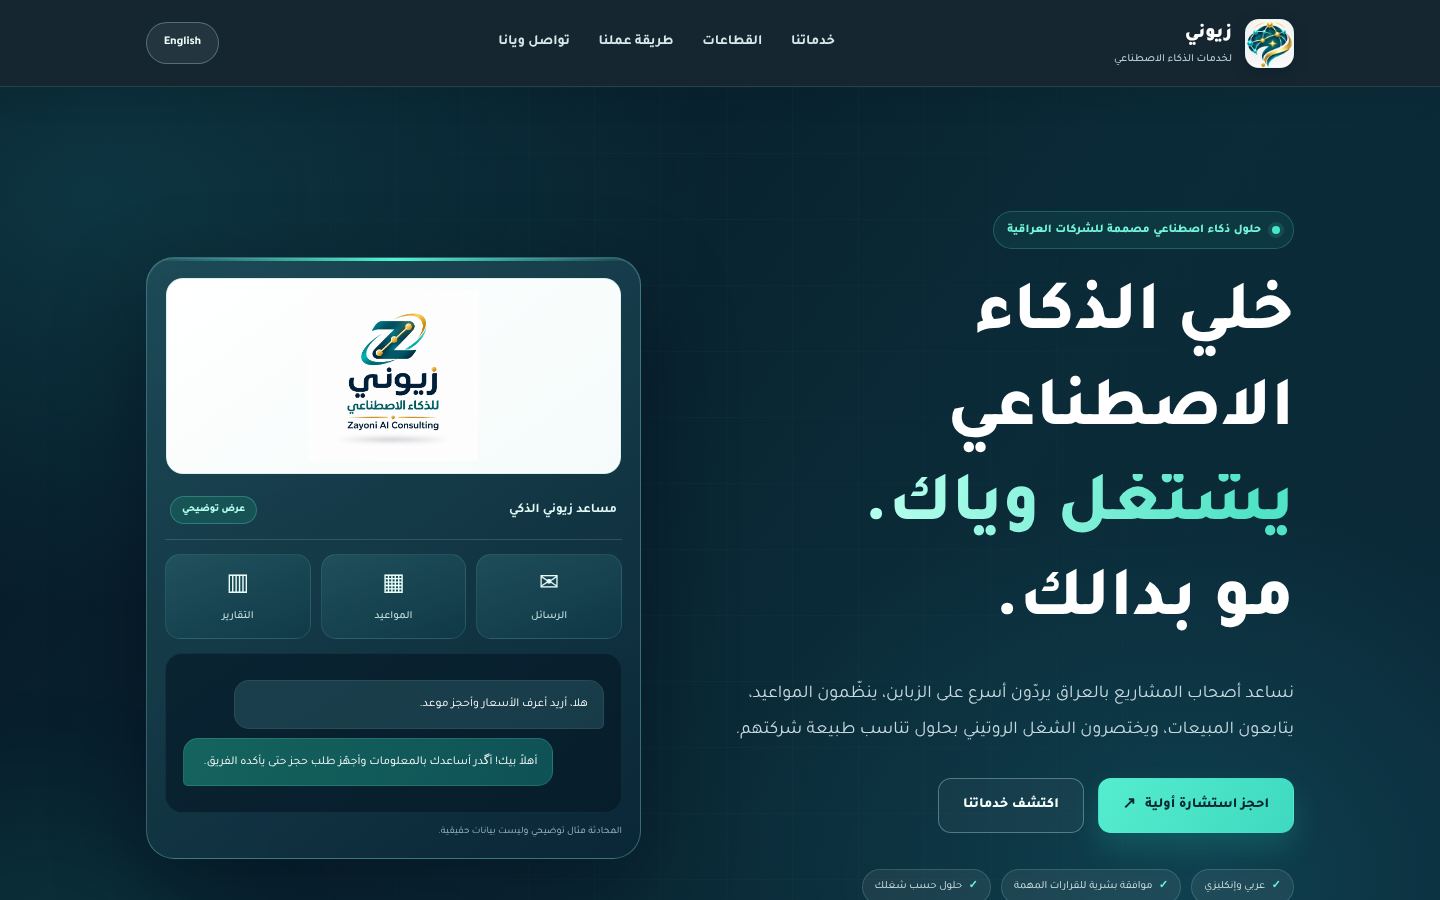 زيوني
لخدمات الذكاء الاصطناعي
خدماتنا
القطاعات
طريقة عملنا
تواصل ويانا
English
حلول ذكاء اصطناعي مصممة للشركات العراقية
خلي الذكاء
الاصطناعي
يشتغل وياك.
مو بدالك.
نساعد أصحاب المشاريع بالعراق يردّون أسرع على الزباين، ينظّمون المواعيد،
يتابعون المبيعات، ويختصرون الشغل الروتيني بحلول تناسب طبيعة شركتهم.
احجز استشارة أولية ↗
اكتشف خدماتنا
✓ عربي وإنكليزي
✓ موافقة بشرية للقرارات المهمة
✓ حلول حسب شغلك
زيوني
للذكاء الاصطناعي
Zayoni AI Consulting
مساعد زيوني الذكي
عرض توضيحي
الرسائل
المواعيد
التقارير
هلا، أريد أعرف الأسعار وأحجز موعد.
أهلاً بيك! أگدر أساعدك بالمعلومات وأجهّز طلب حجز حتى يأكده الفريق.
المحادثة مثال توضيحي وليست بيانات حقيقية.